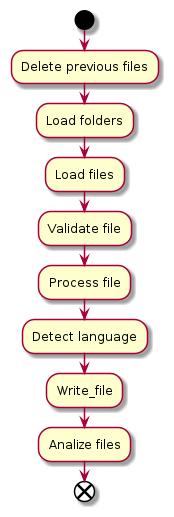 Delete previous files
Load folders
Load files
Validate file
Process file
Detect language
Write_file
Analize files